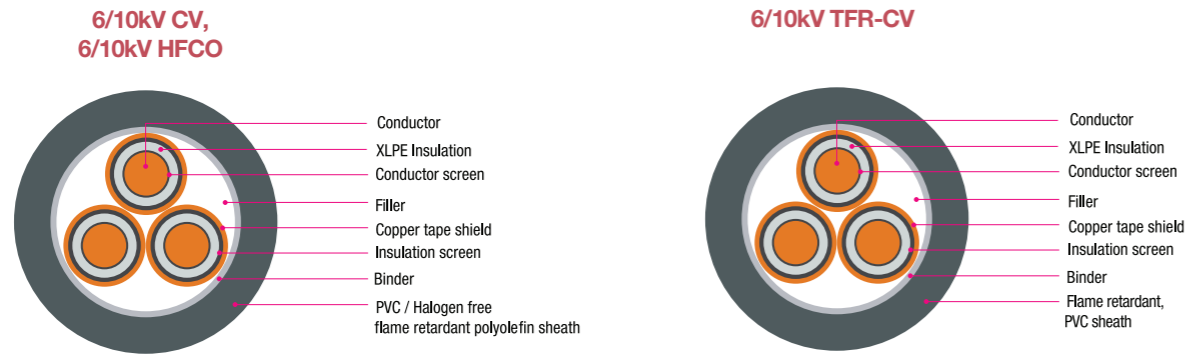 6/10kV CV,
6/10kV HFCO
Conductor
XLPE Insulation
Conductor screen
Filler
Copper tape shield
Insulation screen
Binder
PVC / Halogen free
flame retardant polyolefin sheath
6/10kV TFR-CV
Conductor
XLPE Insulation
Conductor screen
Filler
Copper tape shield
Insulation screen
Binder
Flame retardant,
PVC sheath